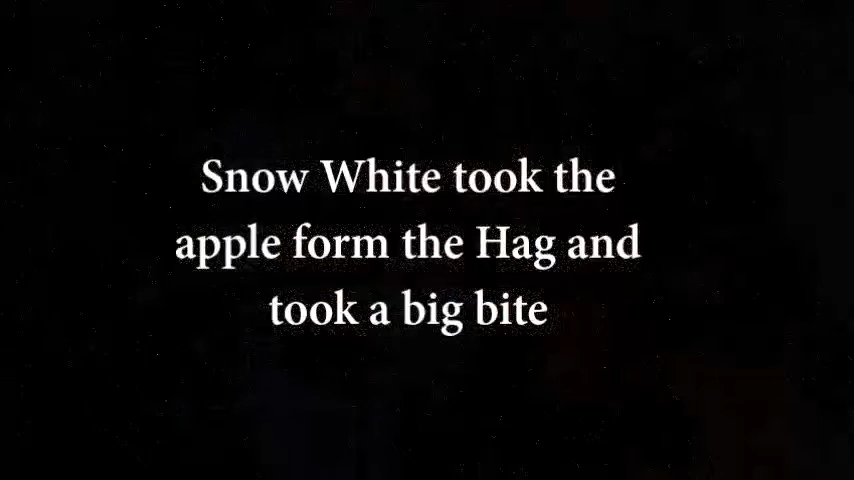 Snow White took the
apple form the Hag and
took a big bite